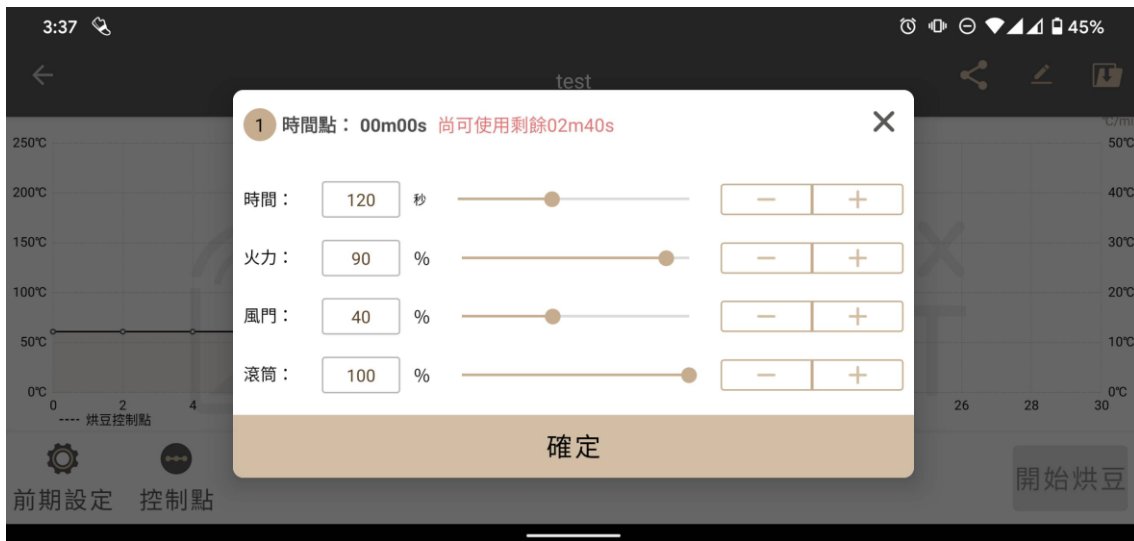 3:37 45%
test
1 時間點： 00m00s 尚可使用剩餘02m40s
℃/mi
250℃ 50℃
200℃ 40℃
150℃ 30℃
100℃ 20℃
50℃ 10℃
0℃ 0℃
時間： 120 秒 − +
火力： 90 % − +
風門： 40 % − +
滾筒： 100 % − +
0 2 4 26 28 30
---- 烘豆控制點
確定
前期設定 控制點 開始烘豆